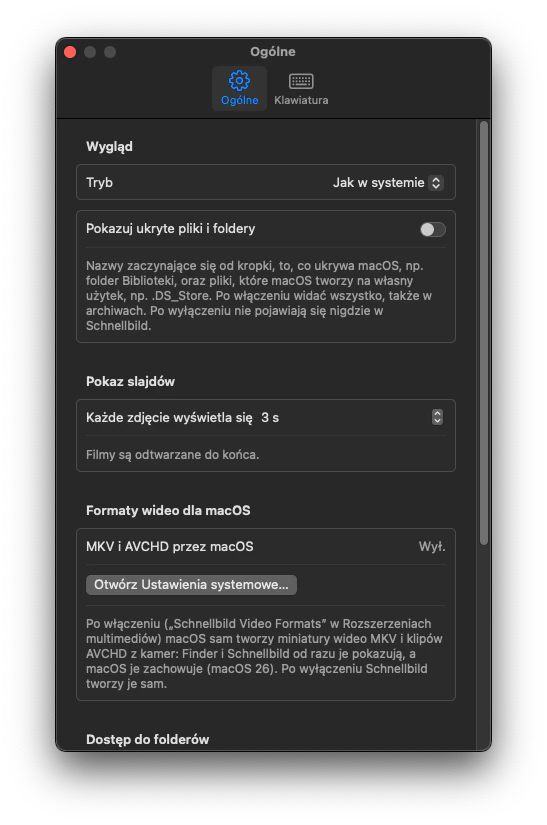 Ogólne
Ogólne
Klawiatura
Wygląd
Tryb
Jak w systemie
Pokazuj ukryte pliki i foldery
Nazwy zaczynające się od kropki, to, co ukrywa macOS, np.
folder Biblioteki, oraz pliki, które macOS tworzy na własny
użytek, np. .DS_Store. Po włączeniu widać wszystko, także w
archiwach. Po wyłączeniu nie pojawiają się nigdzie w
Schnellbild.
Pokaz slajdów
Każde zdjęcie wyświetla się 3 s
Filmy są odtwarzane do końca.
Formaty wideo dla macOS
MKV i AVCHD przez macOS
Wył.
Otwórz Ustawienia systemowe...
Po włączeniu („Schnellbild Video Formats” w Rozszerzeniach
multimediów) macOS sam tworzy miniatury wideo MKV i klipów
AVCHD z kamer: Finder i Schnellbild od razu je pokazują, a
macOS je zachowuje (macOS 26). Po wyłączeniu Schnellbild
tworzy je sam.
Dostęp do folderów